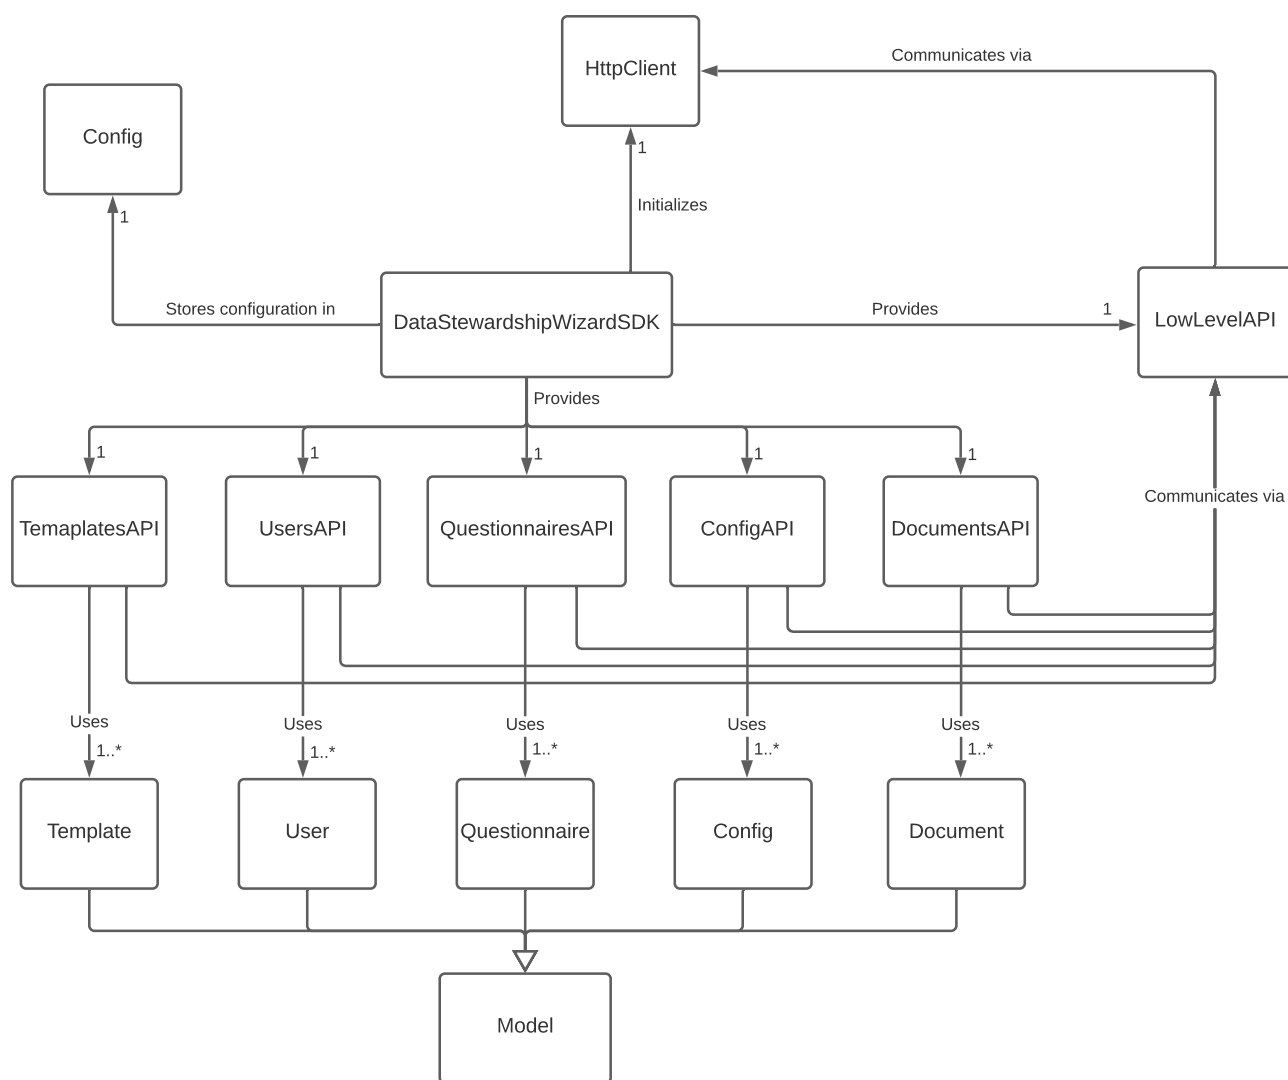 HttpClient
Communicates via
Config
1
1
Initializes
Stores configuration in
DataStewardshipWizardSDK
Provides
1
LowLevelAPI
Provides
1
1
1
1
1
Communicates via
TemaplatesAPI
UsersAPI
QuestionnairesAPI
ConfigAPI
DocumentsAPI
Uses
Uses
Uses
Uses
Uses
1..*
1..*
1..*
1..*
1..*
Template
User
Questionnaire
Config
Document
Model